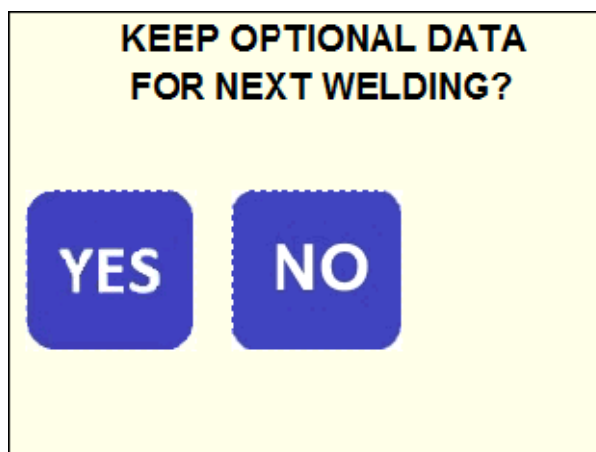 KEEP OPTIONAL DATA
FOR NEXT WELDING?
YES NO